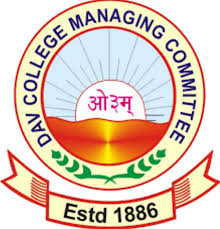 DAV COLLEGE MANAGING COMMITTEE
ओ३म्
Estd 1886